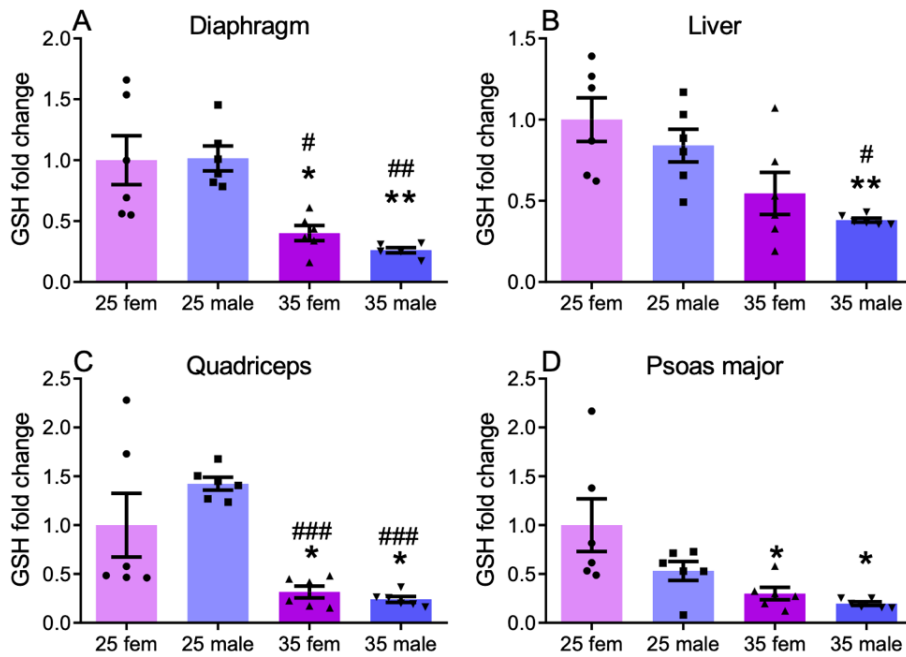 A
Diaphragm
GSH fold change
2.0
1.5
1.0
0.5
0.0
#
*
##
**
25 fem
25 male
35 fem
35 male
B
Liver
GSH fold change
1.5
1.0
0.5
0.0
#
**
25 fem
25 male
35 fem
35 male
C
Quadriceps
GSH fold change
2.5
2.0
1.5
1.0
0.5
0.0
###
*
###
*
25 fem
25 male
35 fem
35 male
D
Psoas major
GSH fold change
2.5
2.0
1.5
1.0
0.5
0.0
*
*
25 fem
25 male
35 fem
35 male